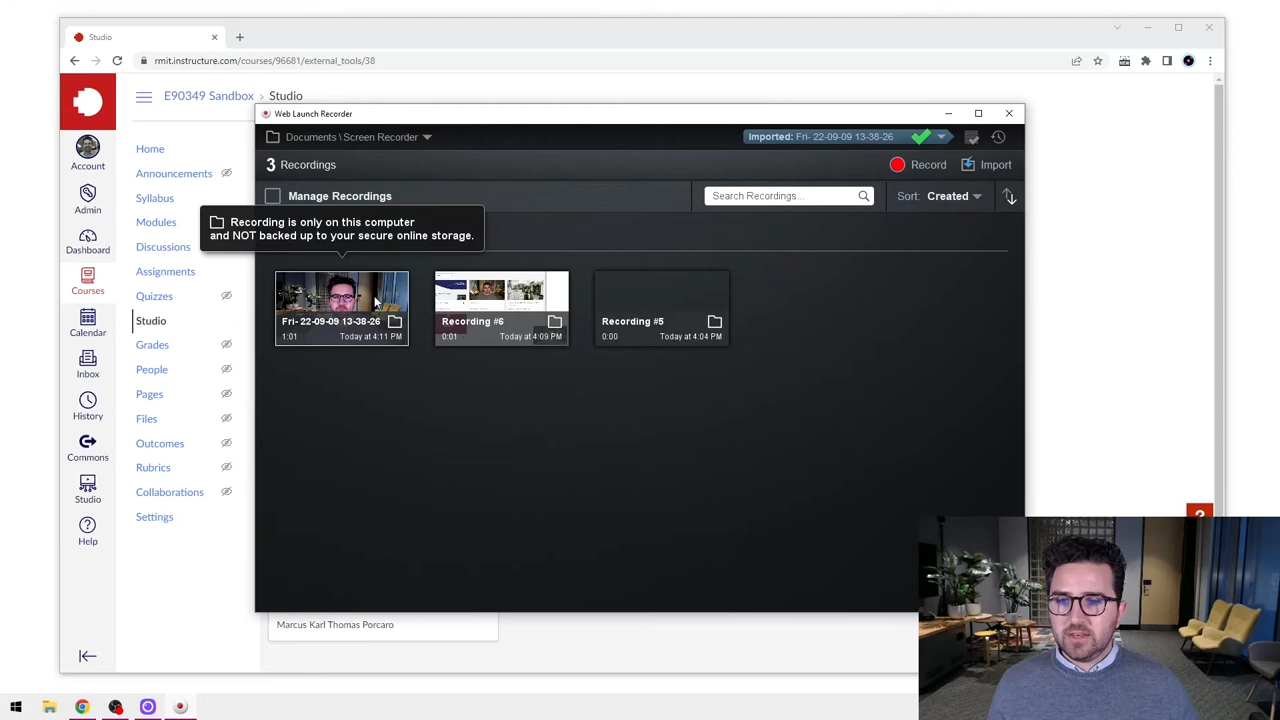 Studio
rmit.instructure.com/courses/96681/external_tools/38
E90349 Sandbox > Studio
Account
Admin
Dashboard
Courses
Calendar
Inbox
History
Commons
Studio
Help
Home
Announcements
Syllabus
Modules
Discussions
Assignments
Quizzes
Studio
Grades
People
Pages
Files
Outcomes
Rubrics
Collaborations
Settings
Web Launch Recorder
Documents \ Screen Recorder
Imported: Fri- 22-09-09 13-38-26
3 Recordings
Record
Import
Manage Recordings
Search Recordings...
Sort: Created
Recording is only on this computer
and NOT backed up to your secure online storage.
Fri- 22-09-09 13-38-26
1:01 Today at 4:11 PM
Recording #6
0:01 Today at 4:09 PM
Recording #5
0:00 Today at 4:04 PM
Marcus Karl Thomas Porcaro